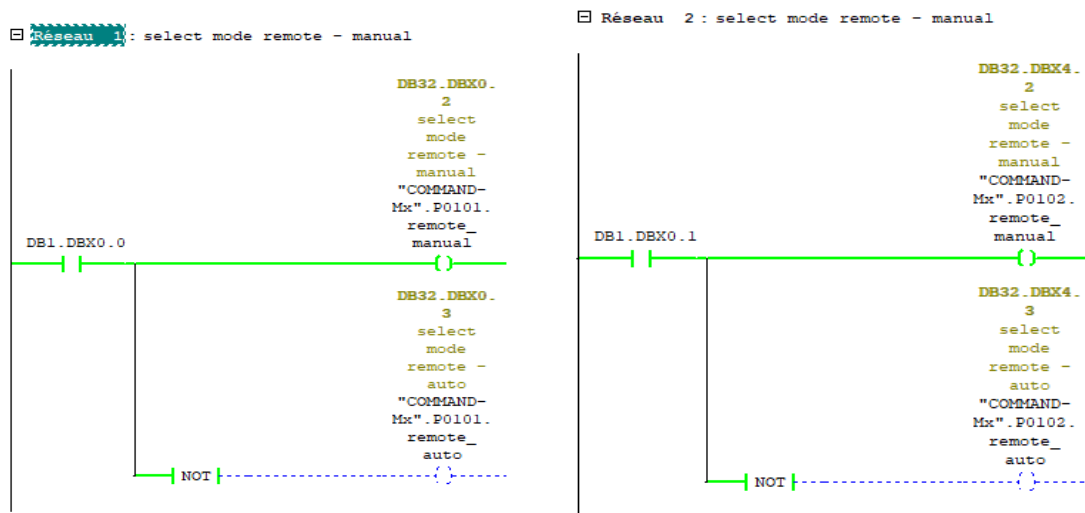 Réseau 1 : select mode remote - manual
DB32.DBX0.
2
select
mode
remote -
manual
"COMMAND-
Mx".P0101.
remote_
manual
DB1.DBX0.0
DB32.DBX0.
3
select
mode
remote -
auto
"COMMAND-
Mx".P0101.
remote_
auto
NOT
Réseau 2 : select mode remote - manual
DB32.DBX4.
2
select
mode
remote -
manual
"COMMAND-
Mx".P0102.
remote_
manual
DB1.DBX0.1
DB32.DBX4.
3
select
mode
remote -
auto
"COMMAND-
Mx".P0102.
remote_
auto
NOT